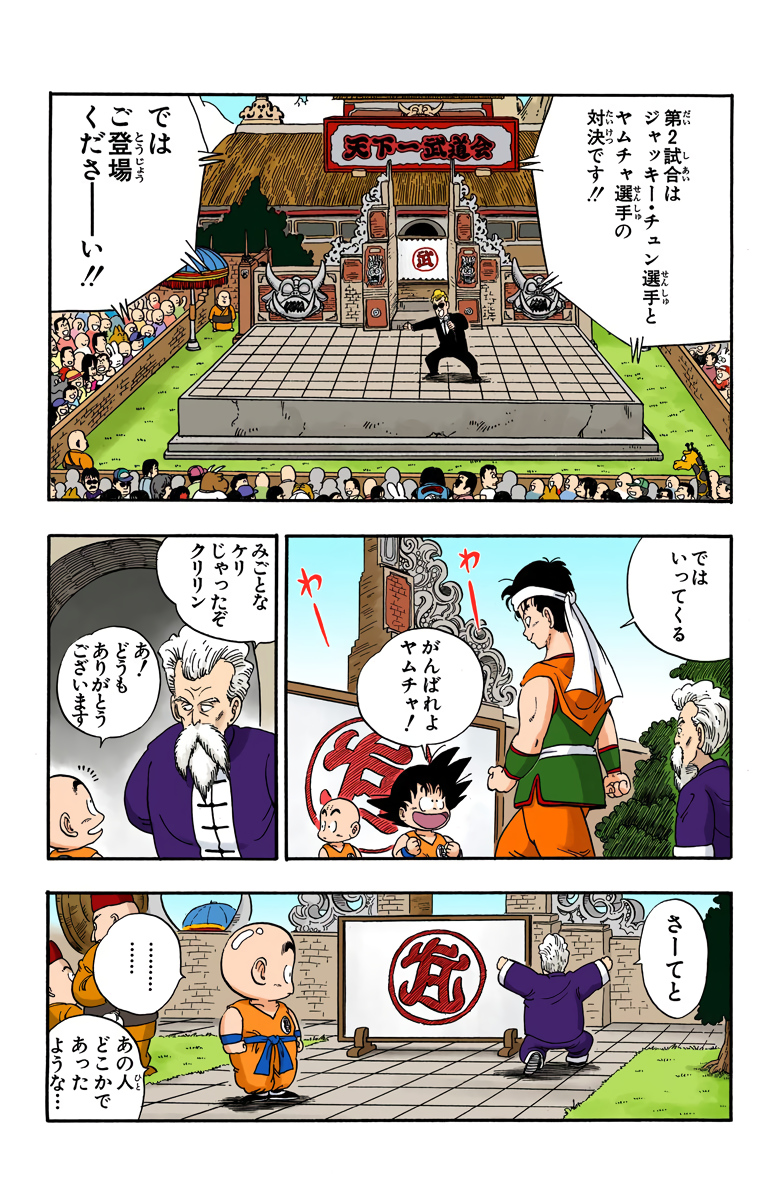 第2試合は
ジャッキー・チュン選手と
ヤムチャ選手の
対決です!!
では
ご登場
くださーーい!!
天下一武道会
武
では
いってくる
がんばれよ
ヤムチャ!
わー
わー
みごとな
ケリ
じゃったぞ
クリリン
あ!
どうも
ありがとう
ございます
さーてと
………
………
あの人
どこかで
あった
ような…